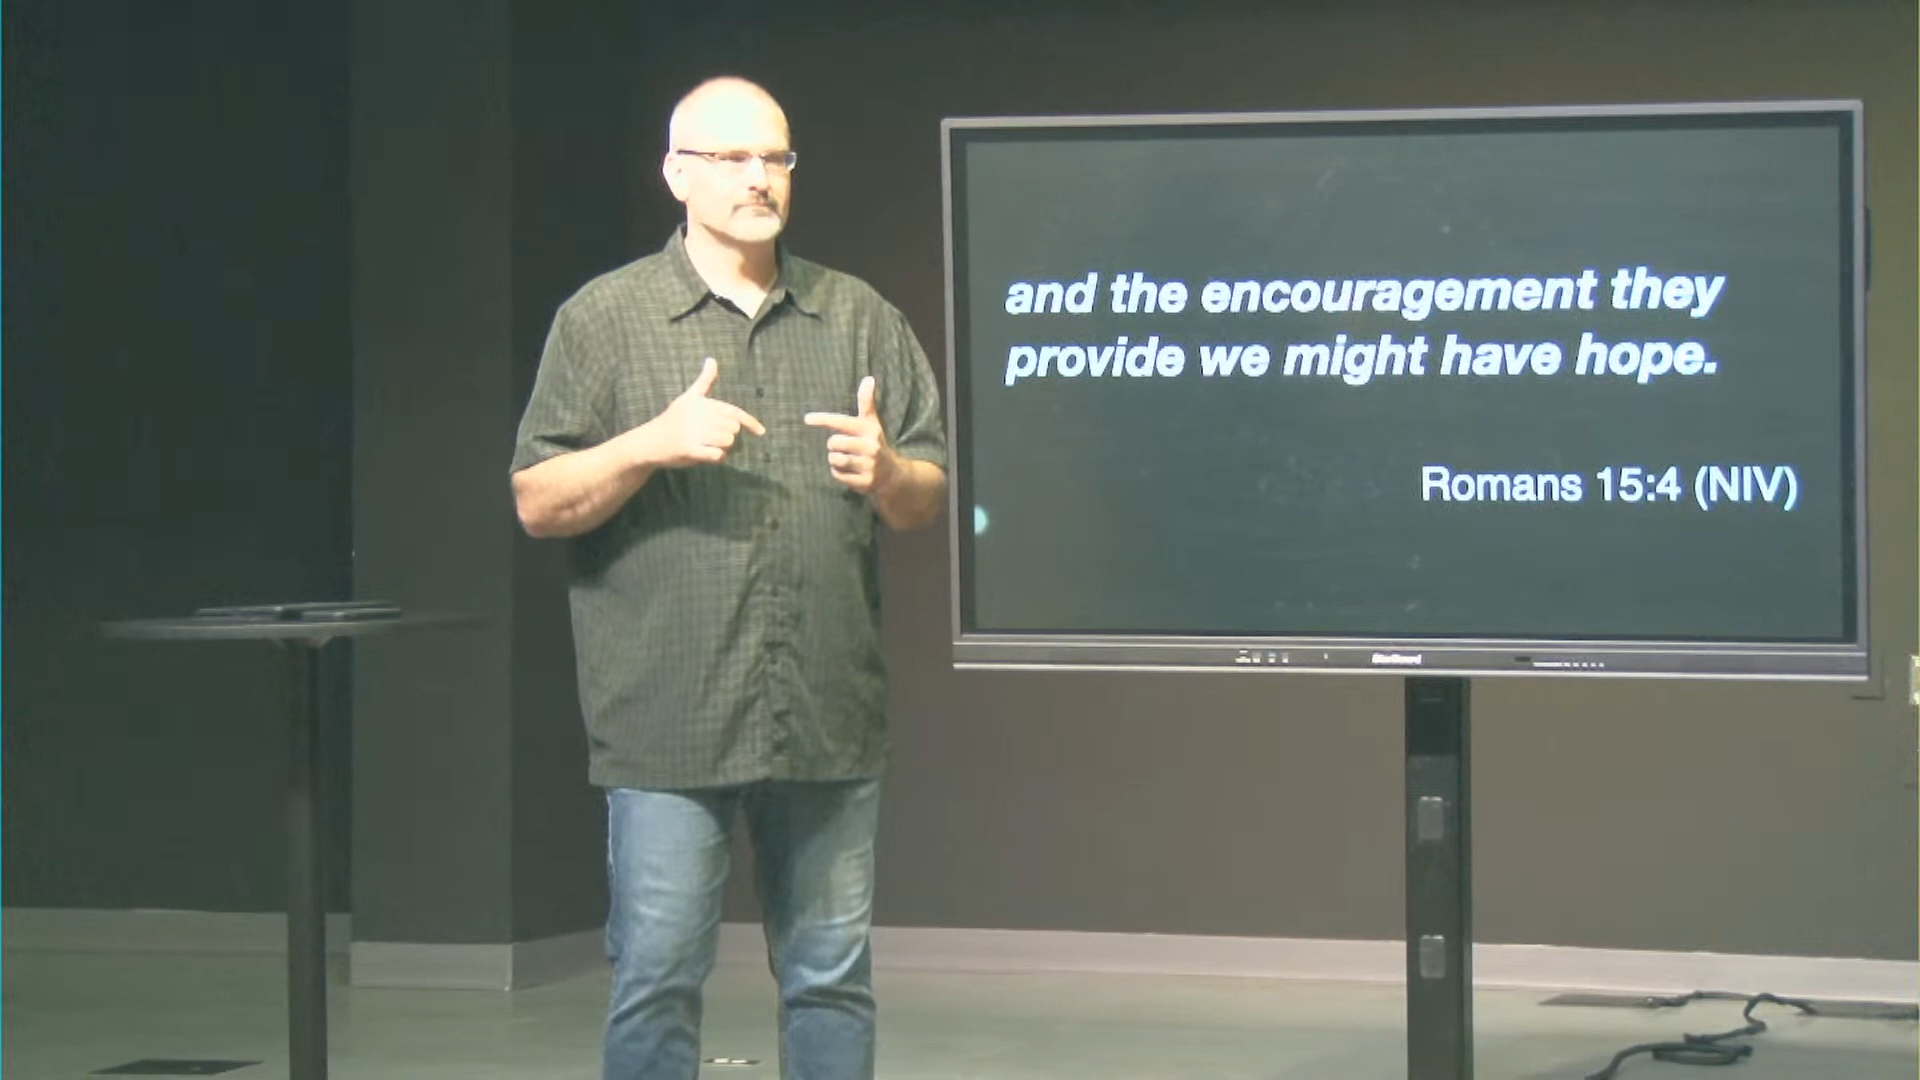 and the encouragement they
provide we might have hope.
Romans 15:4 (NIV)